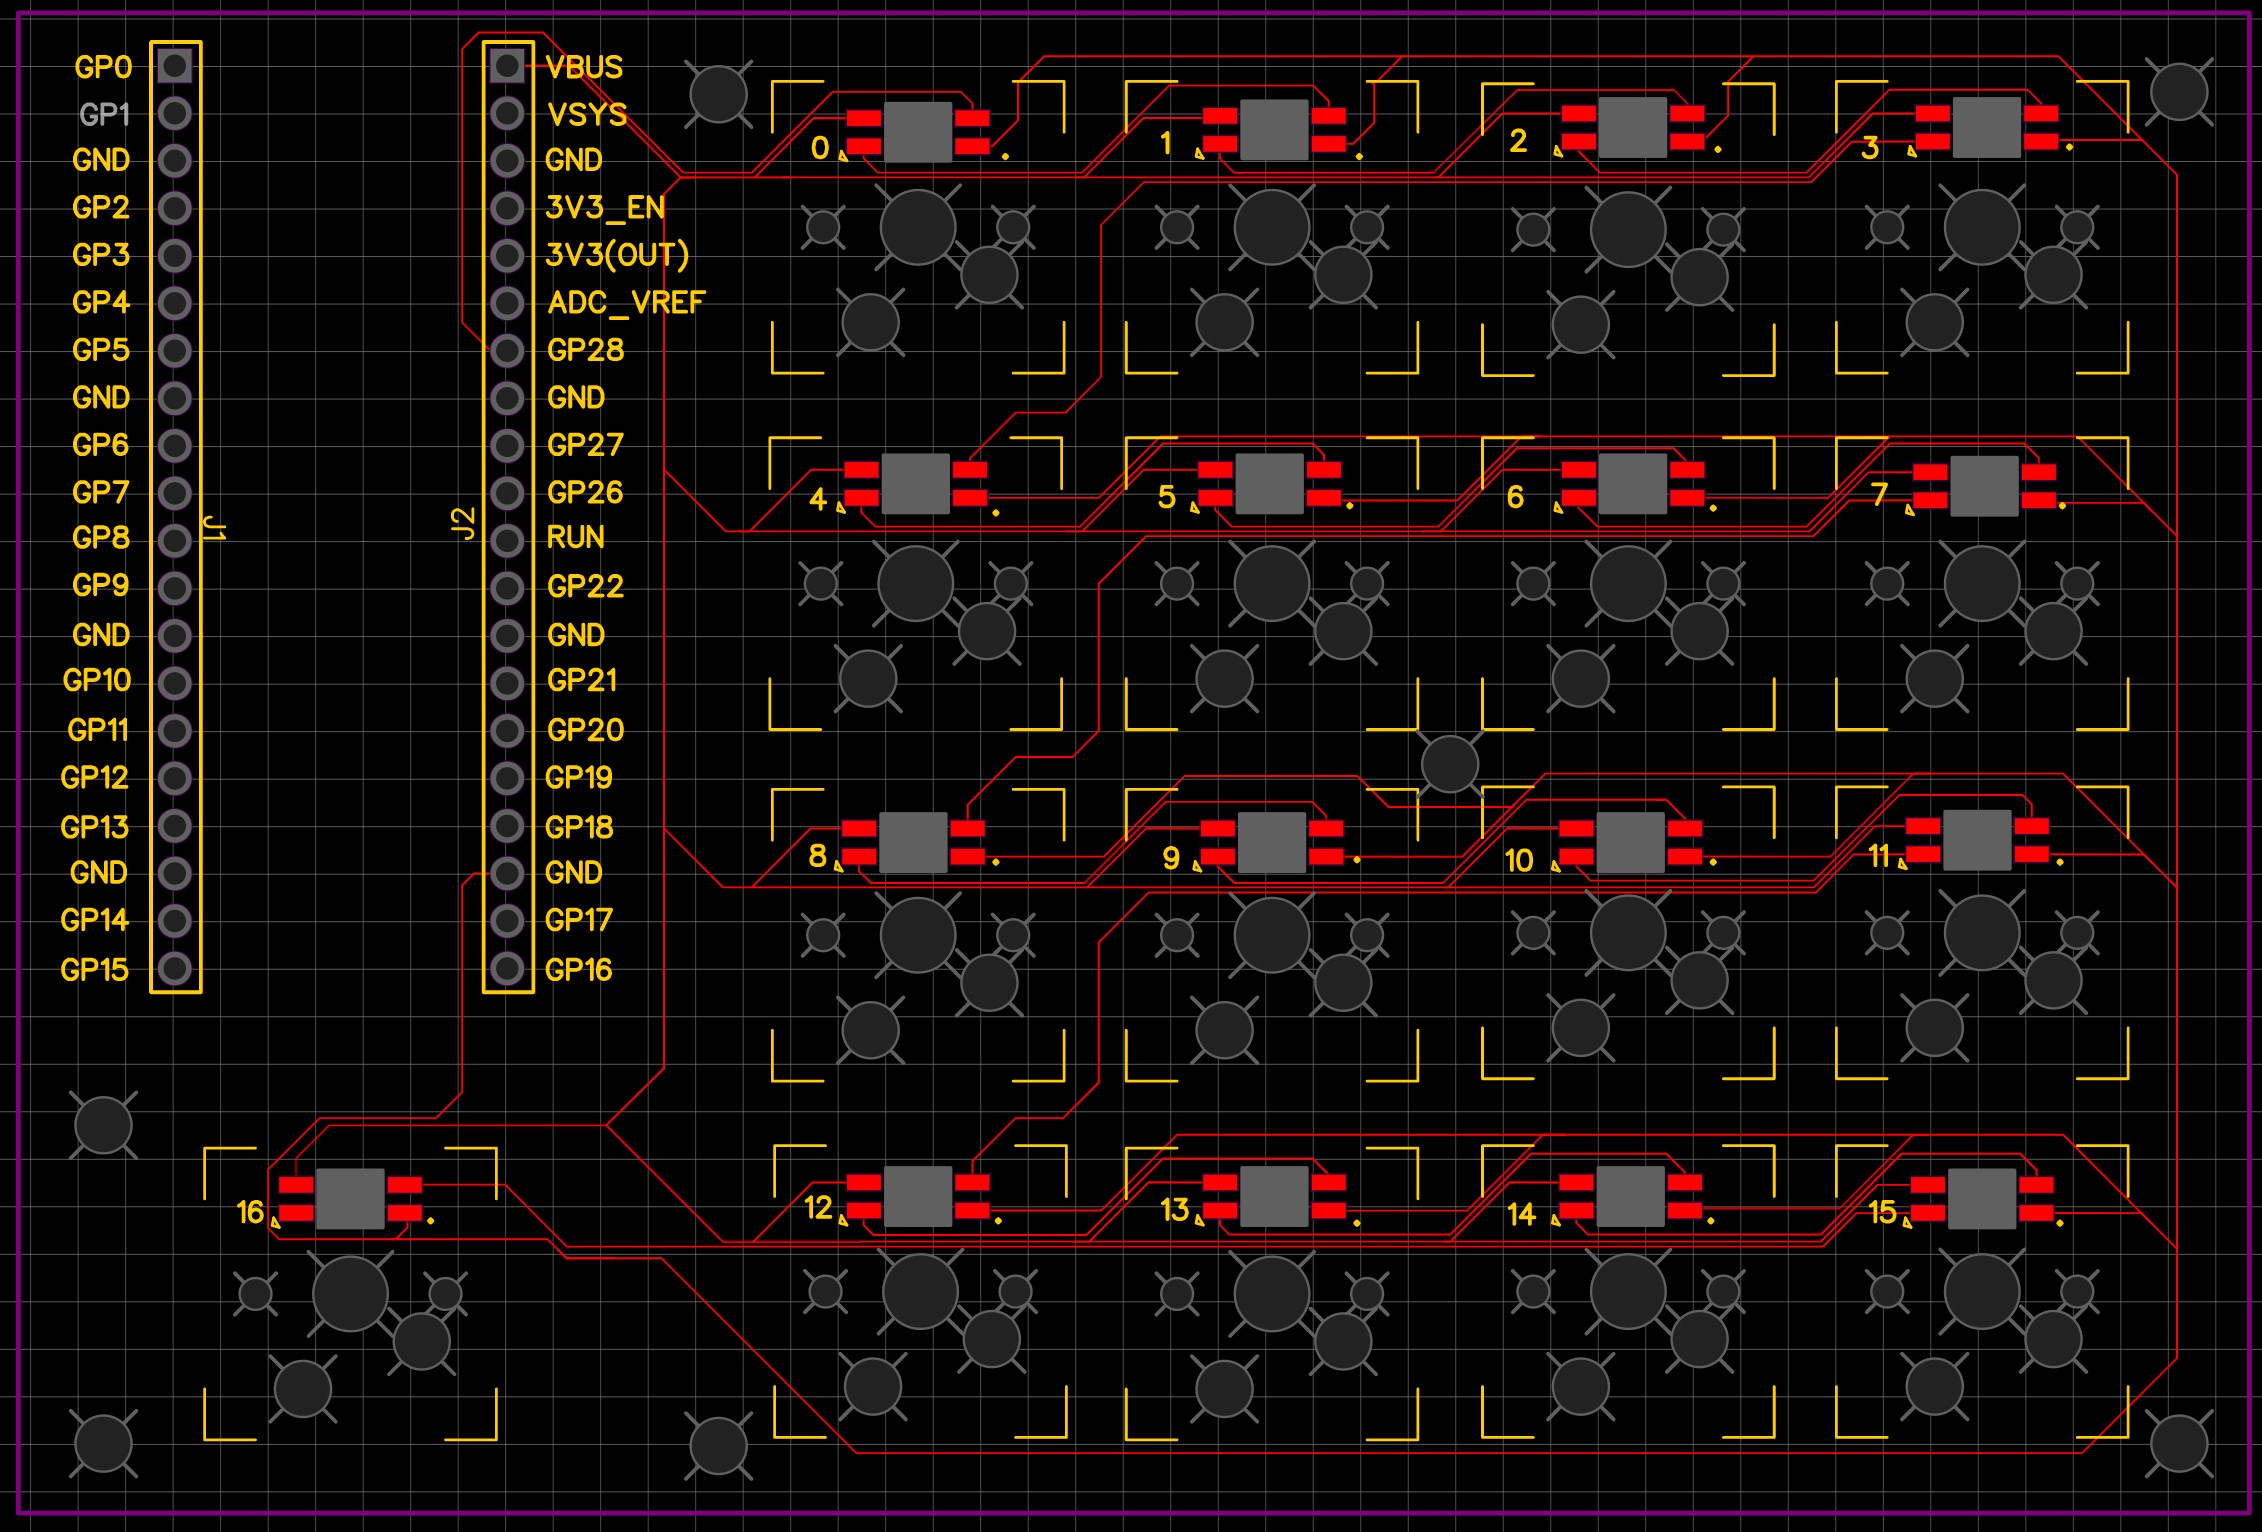 GP0 VBUS
GP1 VSYS
GND GND
GP2 3V3_EN
GP3 3V3(OUT)
GP4 ADC_VREF
GP5 GP28
GND GND
GP6 GP27
GP7 GP26
GP8 RUN
GP9 GP22
GND GND
GP10 GP21
GP11 GP20
GP12 GP19
GP13 GP18
GND GND
GP14 GP17
GP15 GP16
J1
J2
0 1 2 3
4 5 6 7
8 9 10 11
16 12 13 14 15